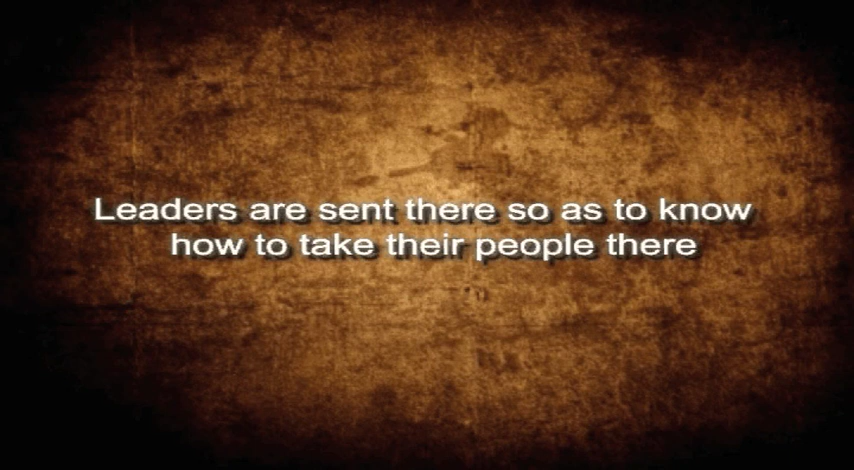 Leaders are sent there so as to know
how to take their people there